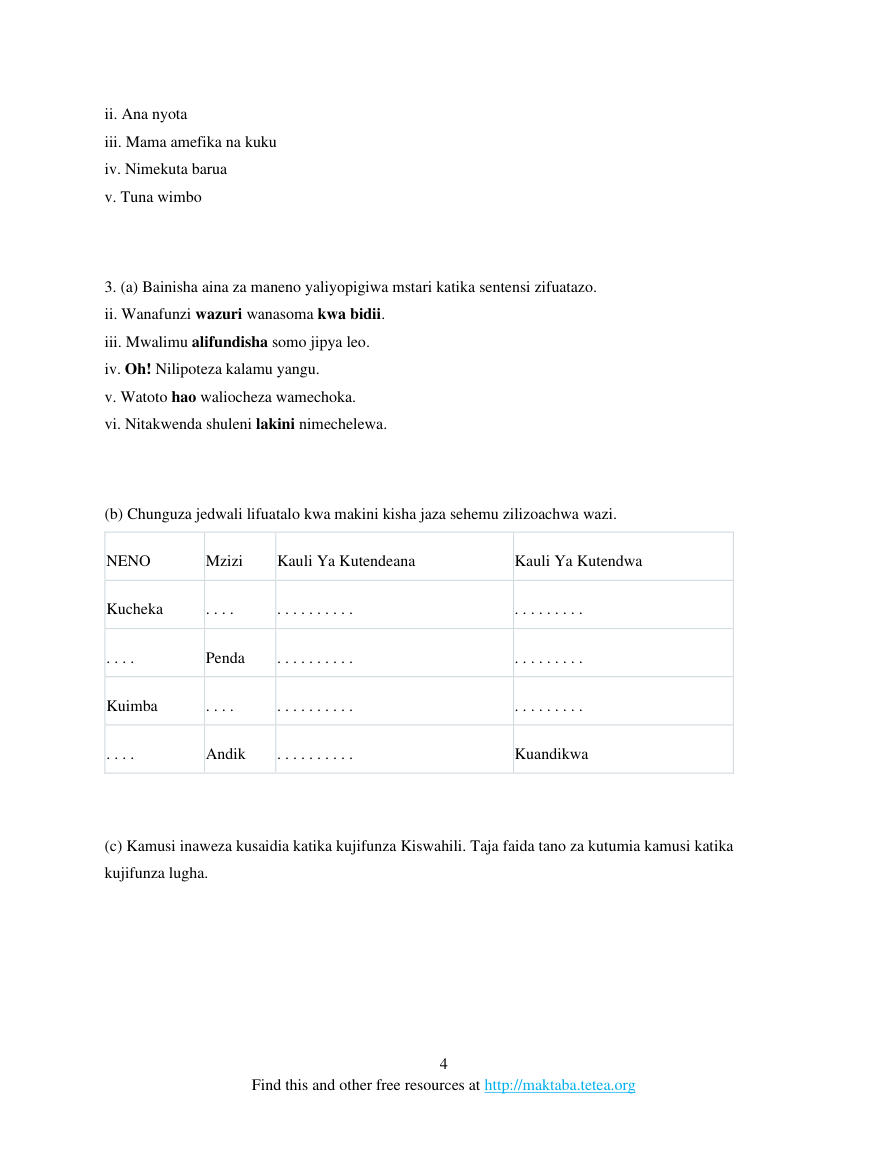 ii. Ana nyota
iii. Mama amefika na kuku
iv. Nimekuta barua
v. Tuna wimbo
3. (a) Bainisha aina za maneno yaliyopigiwa mstari katika sentensi zifuatazo.
ii. Wanafunzi wazuri wanasoma kwa bidii.
iii. Mwalimu alifundisha somo jipya leo.
iv. Oh! Nilipoteza kalamu yangu.
v. Watoto hao waliocheza wamechoka.
vi. Nitakwenda shuleni lakini nimechelewa.
(b) Chunguza jedwali lifuatalo kwa makini kisha jaza sehemu zilizoachwa wazi.
NENO Mzizi Kauli Ya Kutendeana Kauli Ya Kutendwa
Kucheka . . . . . . . . . . . . . . . . . . . . . . .
. . . . Penda . . . . . . . . . . . . . . . . . . .
Kuimba . . . . . . . . . . . . . . . . . . . . . . .
. . . . Andik . . . . . . . . . . Kuandikwa
(c) Kamusi inaweza kusaidia katika kujifunza Kiswahili. Taja faida tano za kutumia kamusi katika
kujifunza lugha.
4
Find this and other free resources at http://maktaba.tetea.org